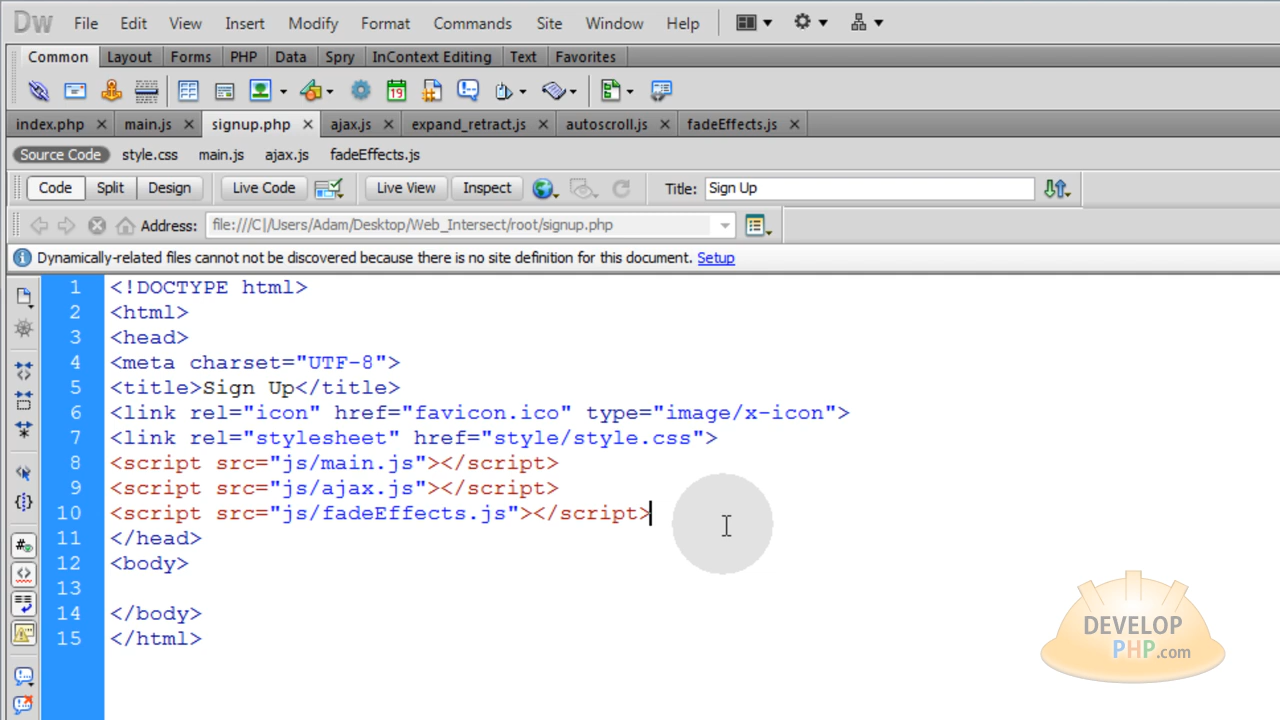 Dw File Edit View Insert Modify Format Commands Site Window Help
Common Layout Forms PHP Data Spry InContext Editing Text Favorites
19
index.php main.js signup.php ajax.js expand_retract.js autoscroll.js fadeEffects.js
Source Code style.css main.js ajax.js fadeEffects.js
Code Split Design Live Code Live View Inspect Title: Sign Up
Address: file:///C|/Users/Adam/Desktop/Web_Intersect/root/signup.php
Dynamically-related files cannot not be discovered because there is no site definition for this document. Setup
1 <!DOCTYPE html>
2 <html>
3 <head>
4 <meta charset="UTF-8">
5 <title>Sign Up</title>
6 <link rel="icon" href="favicon.ico" type="image/x-icon">
7 <link rel="stylesheet" href="style/style.css">
8 <script src="js/main.js"></script>
9 <script src="js/ajax.js"></script>
10 <script src="js/fadeEffects.js"></script>
11 </head>
12 <body>
13
14 </body>
15 </html>
DEVELOP
PHP.com